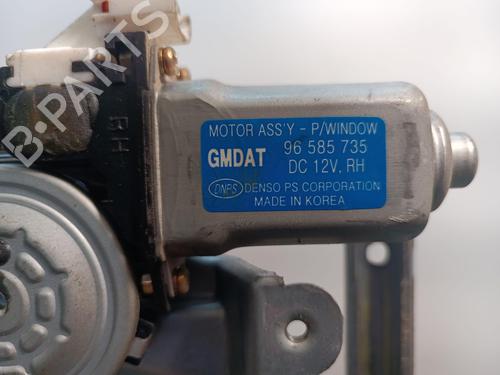 B-PARTS
RH
MOTOR ASS'Y - P/WINDOW
GMDAT 96 585 735
DC 12V. RH
DNPS DENSO PS CORPORATION
MADE IN KOREA